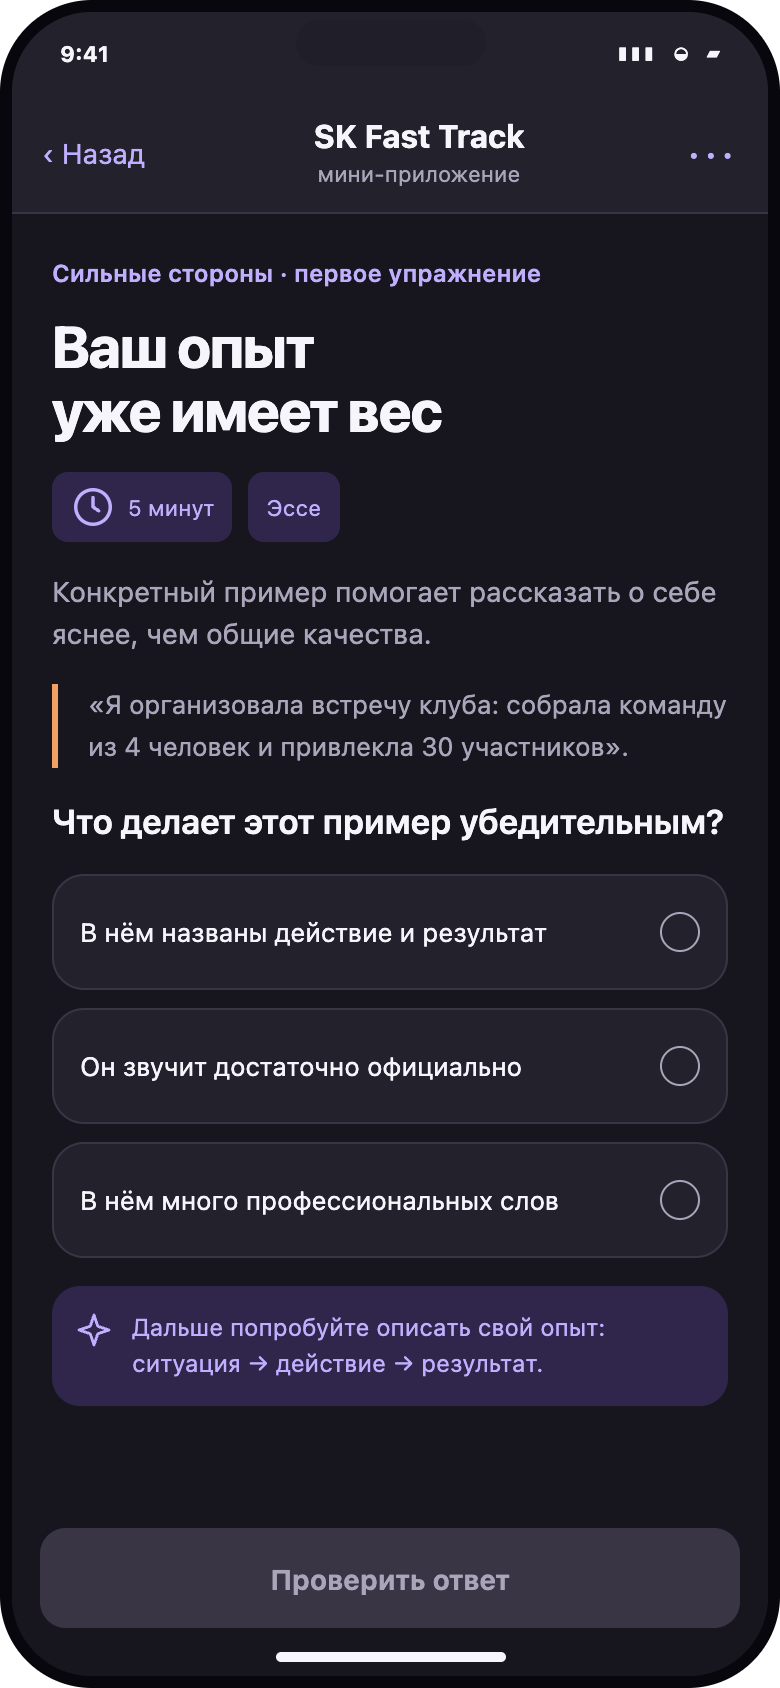 9:41
‹ Назад
SK Fast Track
мини-приложение
Сильные стороны · первое упражнение
Ваш опыт
уже имеет вес
5 минут
Эссе
Конкретный пример помогает рассказать о себе
яснее, чем общие качества.
«Я организовала встречу клуба: собрала команду
из 4 человек и привлекла 30 участников».
Что делает этот пример убедительным?
В нём названы действие и результат
Он звучит достаточно официально
В нём много профессиональных слов
Дальше попробуйте описать свой опыт:
ситуация → действие → результат.
Проверить ответ